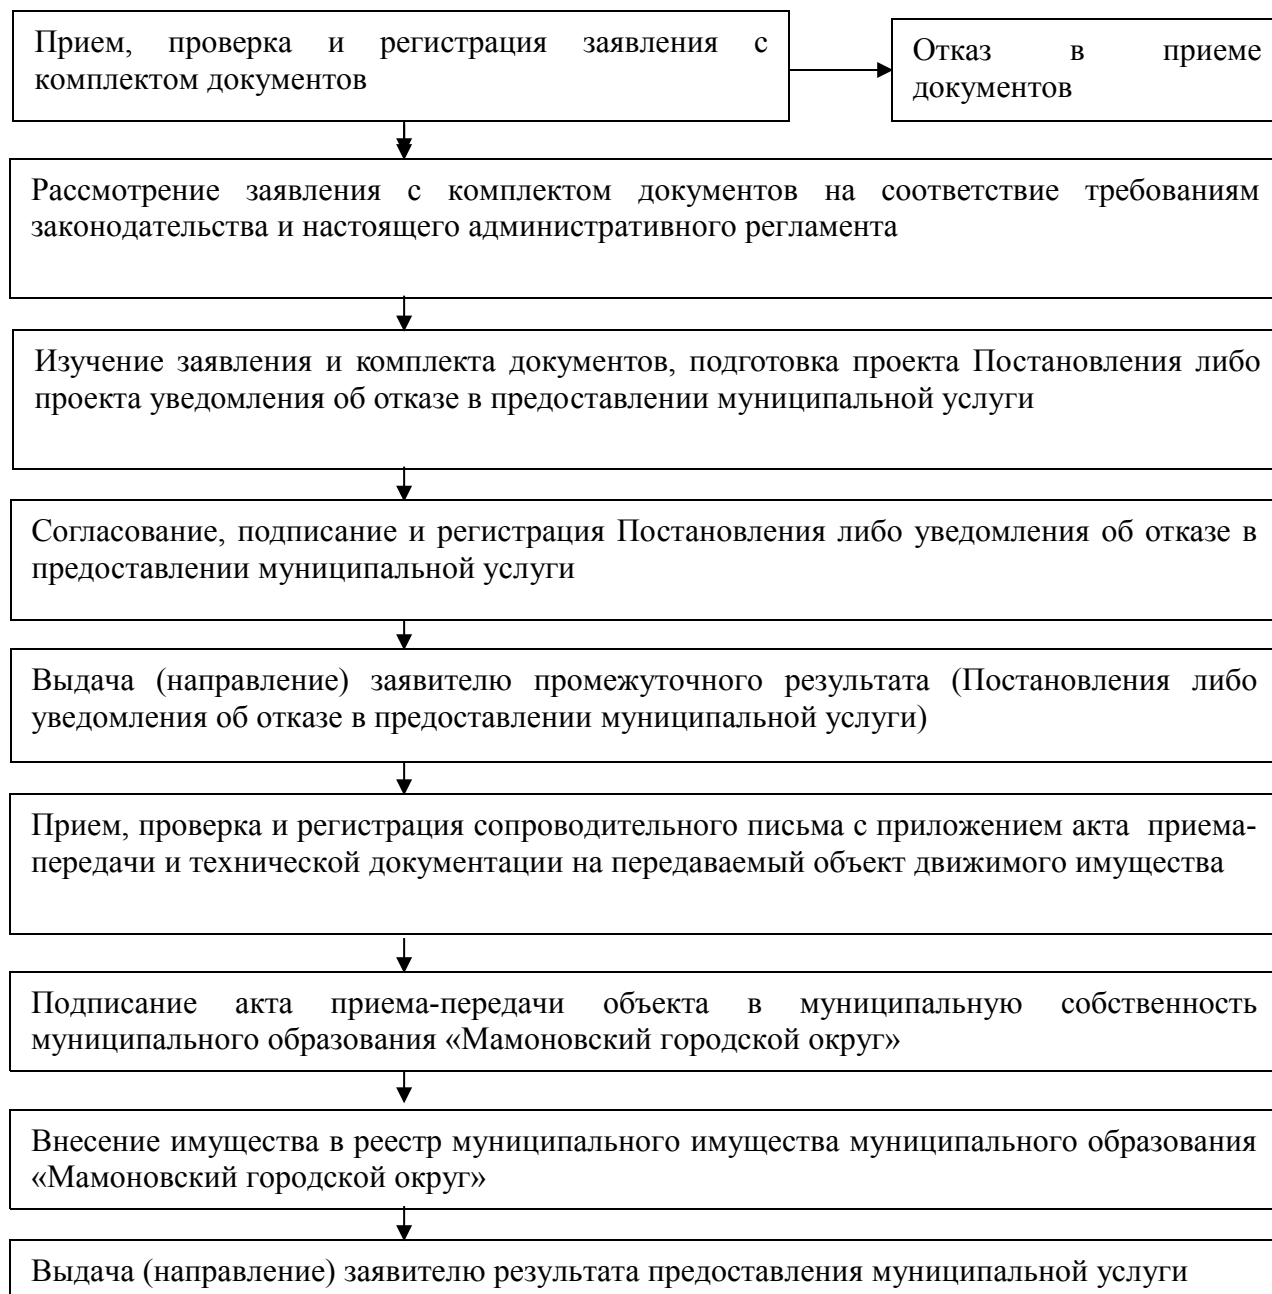 Прием, проверка и регистрация заявления с
комплектом документов
Отказ в приеме
документов
Рассмотрение заявления с комплектом документов на соответствие требованиям
законодательства и настоящего административного регламента
Изучение заявления и комплекта документов, подготовка проекта Постановления либо
проекта уведомления об отказе в предоставлении муниципальной услуги
Согласование, подписание и регистрация Постановления либо уведомления об отказе в
предоставлении муниципальной услуги
Выдача (направление) заявителю промежуточного результата (Постановления либо
уведомления об отказе в предоставлении муниципальной услуги)
Прием, проверка и регистрация сопроводительного письма с приложением акта приема-
передачи и технической документации на передаваемый объект движимого имущества
Подписание акта приема-передачи объекта в муниципальную собственность
муниципального образования «Мамоновский городской округ»
Внесение имущества в реестр муниципального имущества муниципального образования
«Мамоновский городской округ»
Выдача (направление) заявителю результата предоставления муниципальной услуги